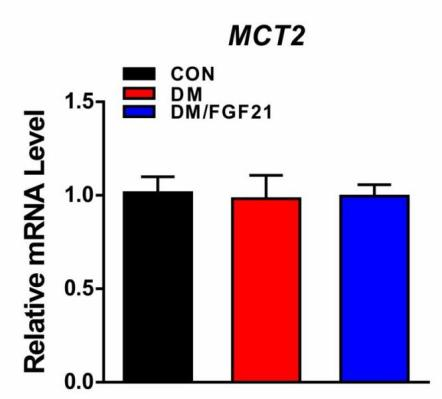 MCT2
CON
DM
DM/FGF21
Relative mRNA Level
1.5
1.0
0.5
0.0